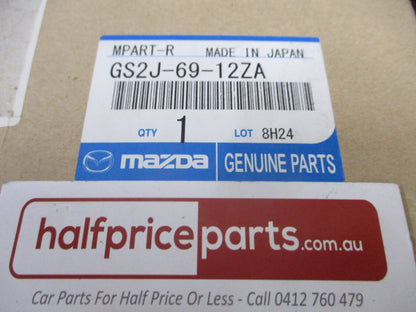 MPART-R MADE IN JAPAN
GS2J-69-12ZA
QTY 1 LOT 8H24
mazda GENUINE PARTS
halfpriceparts.com.au
Car Parts For Half Price Or Less - Call 0412 760 479